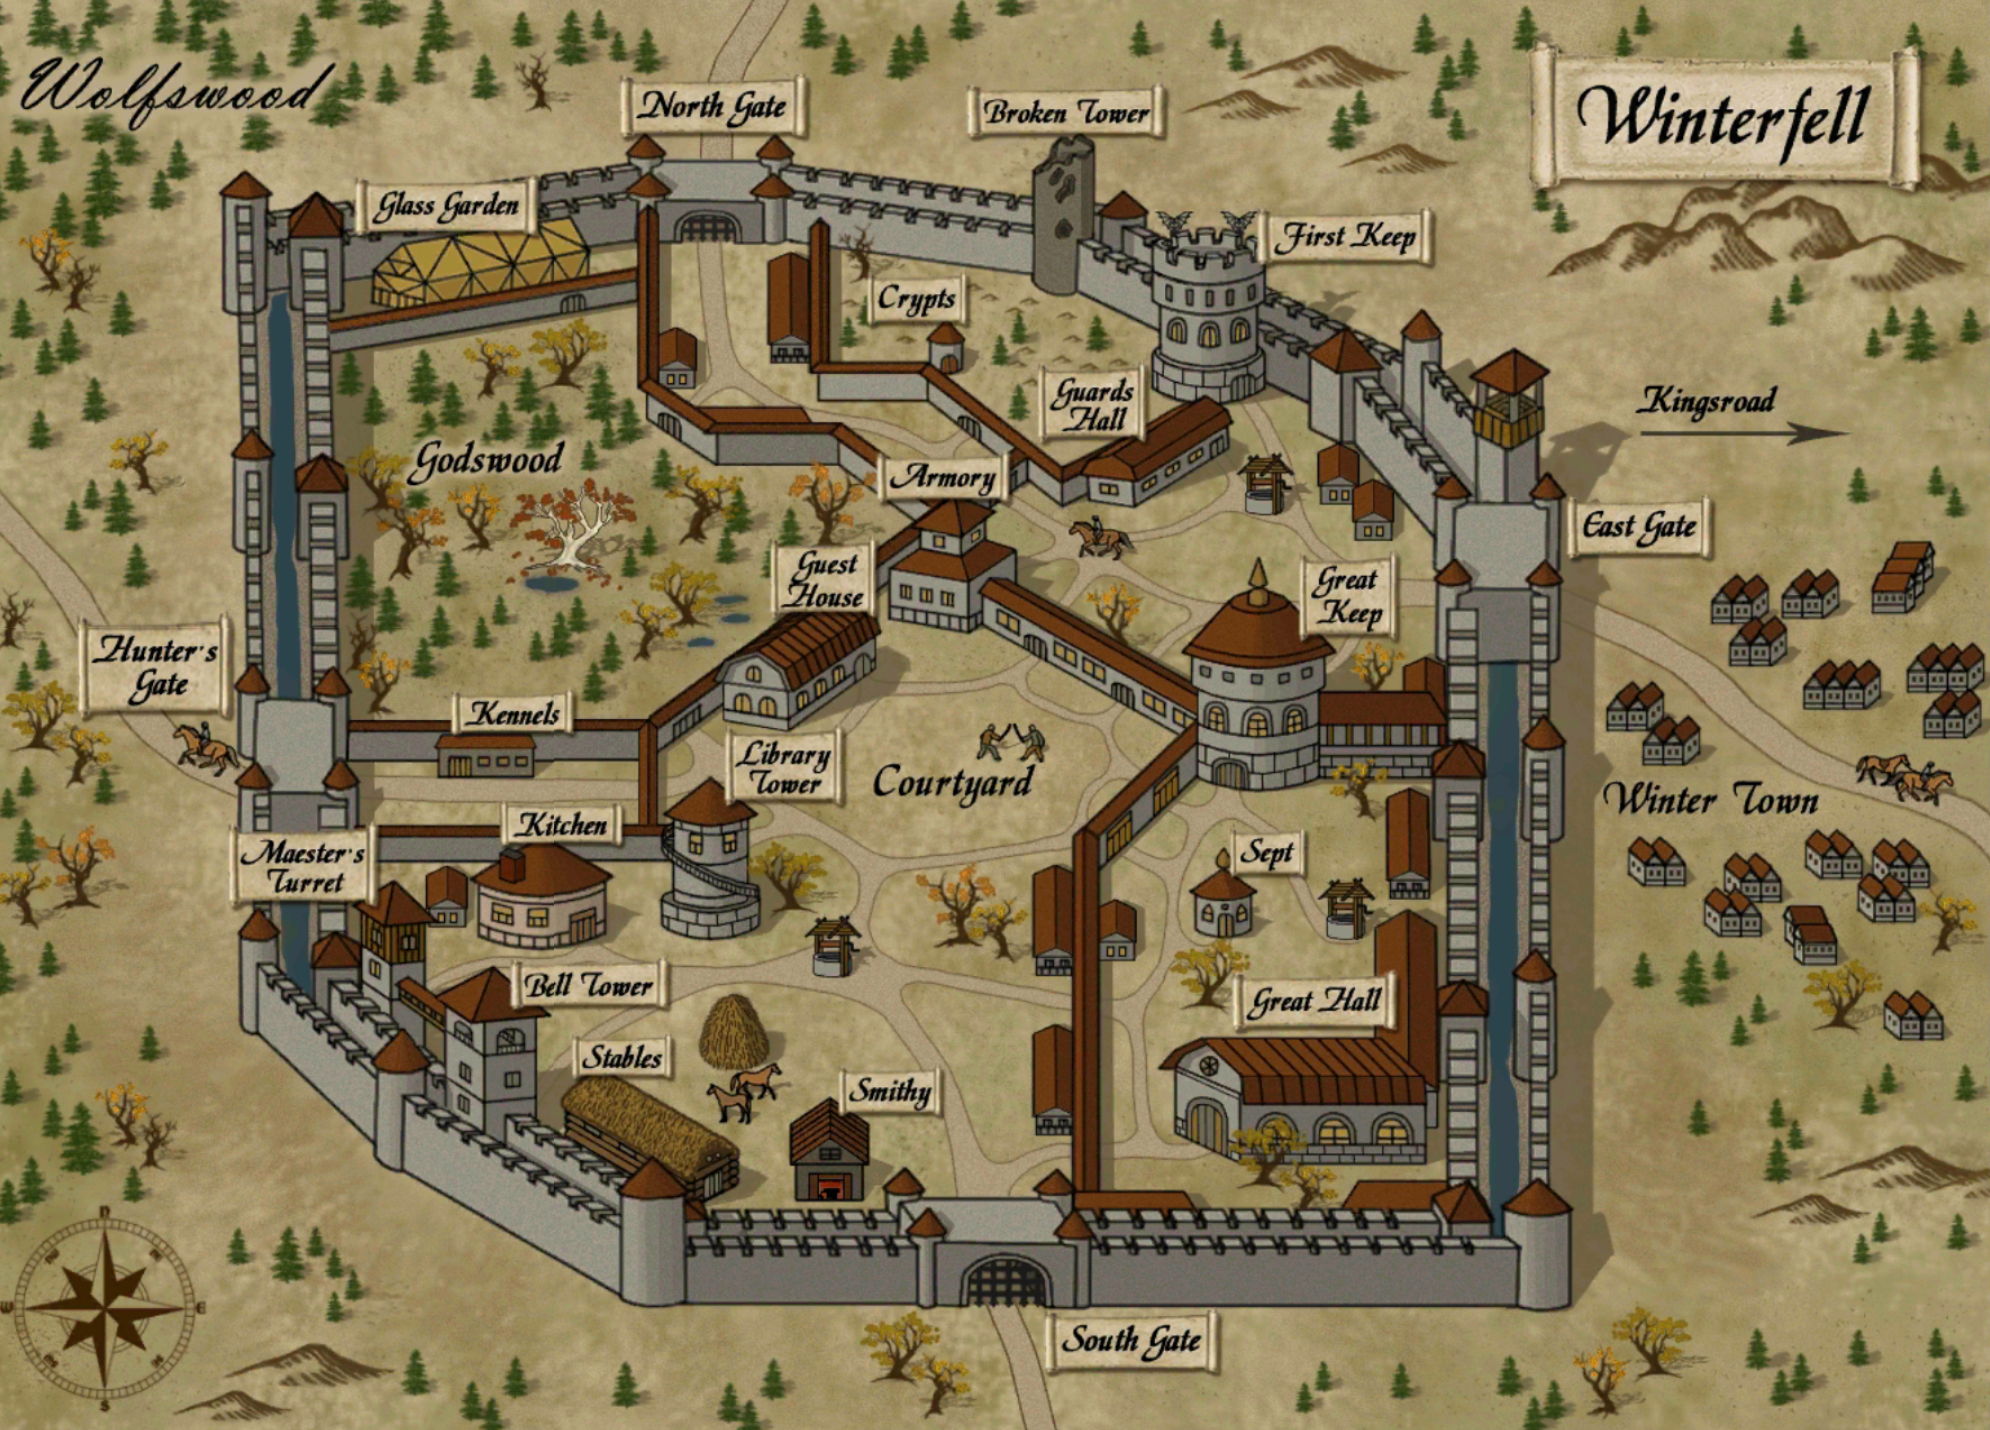 Wolfswood
North Gate
Broken Tower
Winterfell
Glass Garden
First Keep
Crypts
Guards
Hall
Kingsroad
Godswood
Armory
East Gate
Guest
House
Great
Keep
Hunter's
Gate
Kennels
Library
Tower
Courtyard
Winter Town
Kitchen
Maester's
Turret
Sept
Bell Tower
Great Hall
Stables
Smithy
South Gate
N
W
E
S